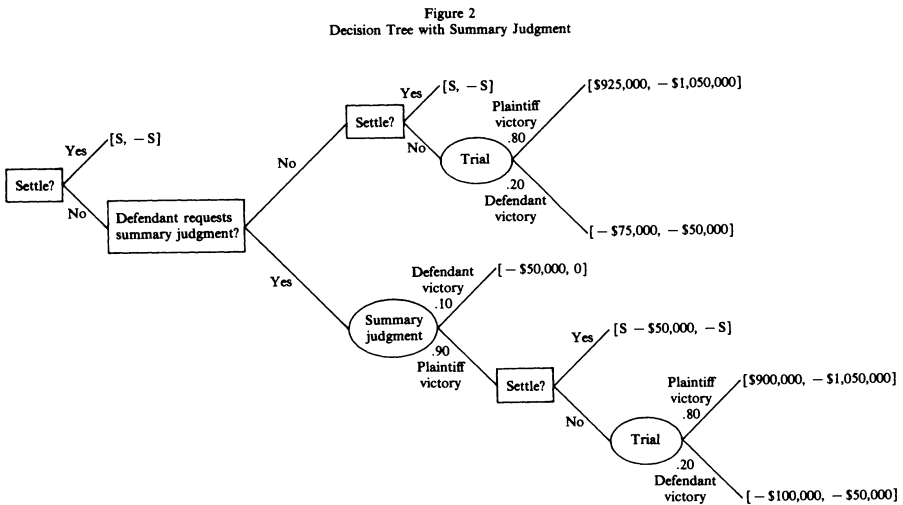 Figure 2
Decision Tree with Summary Judgment
Settle?
Yes
[S, – S]
No
Defendant requests
summary judgment?
No
Settle?
Yes
[S, – S]
No
Trial
Plaintiff
victory
.80
[$925,000, – $1,050,000]
.20
Defendant
victory
[– $75,000, – $50,000]
Yes
Summary
judgment
Defendant
victory
.10
[– $50,000, 0]
.90
Plaintiff
victory
Settle?
Yes
[S – $50,000, – S]
No
Trial
Plaintiff
victory
.80
[$900,000, – $1,050,000]
.20
Defendant
victory
[– $100,000, – $50,000]